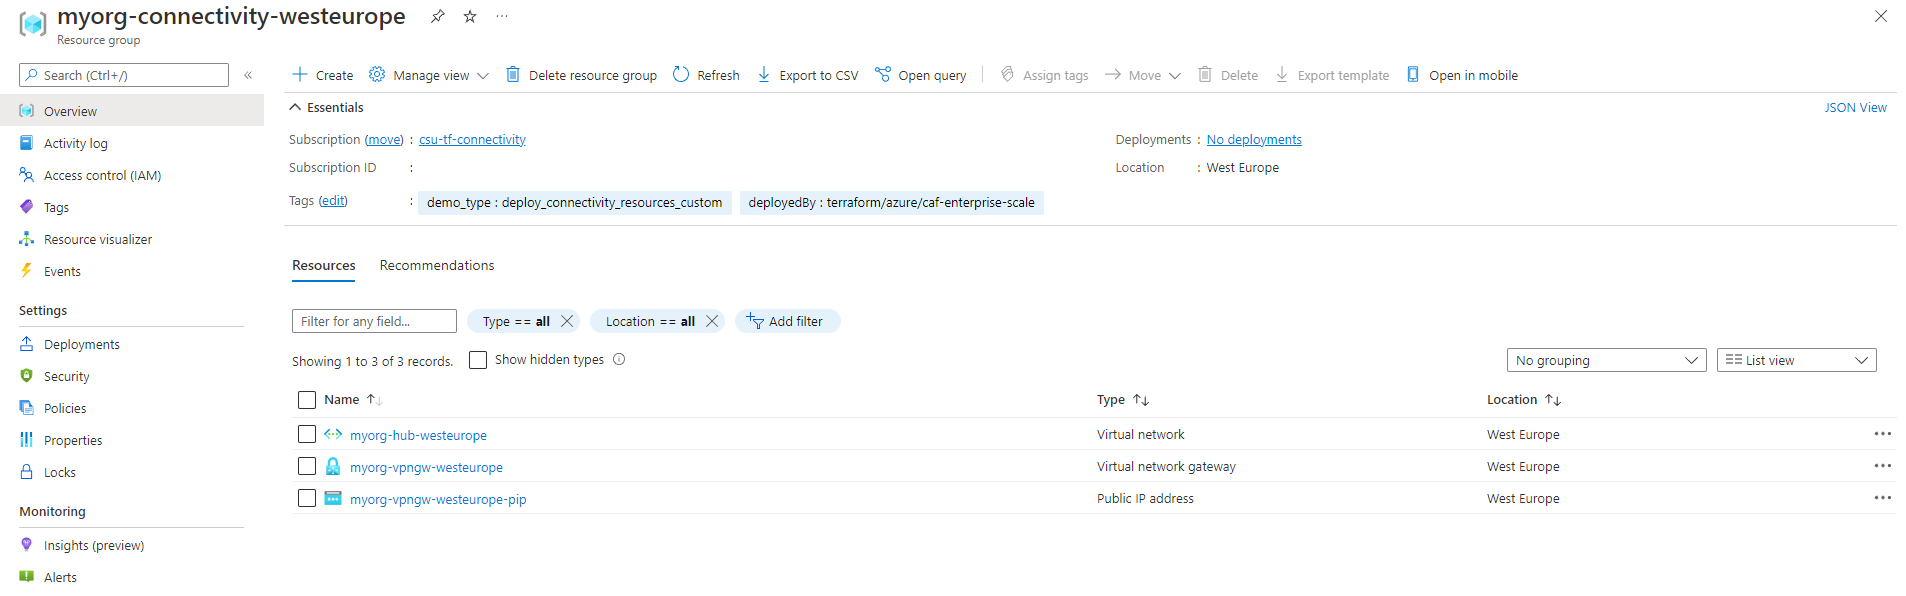 myorg-connectivity-westeurope
Resource group
Search (Ctrl+/)
Overview
Activity log
Access control (IAM)
Tags
Resource visualizer
Events
Settings
Deployments
Security
Policies
Properties
Locks
Monitoring
Insights (preview)
Alerts
Create Manage view Delete resource group Refresh Export to CSV Open query Assign tags Move Delete Export template Open in mobile
Essentials JSON View
Subscription (move) : csu-tf-connectivity Deployments : No deployments
Subscription ID : Location : West Europe
Tags (edit) : demo_type : deploy_connectivity_resources_custom deployedBy : terraform/azure/caf-enterprise-scale
Resources Recommendations
Filter for any field... Type == all Location == all Add filter
Showing 1 to 3 of 3 records. Show hidden types No grouping List view
Name Type Location
myorg-hub-westeurope Virtual network West Europe
myorg-vpngw-westeurope Virtual network gateway West Europe
myorg-vpngw-westeurope-pip Public IP address West Europe